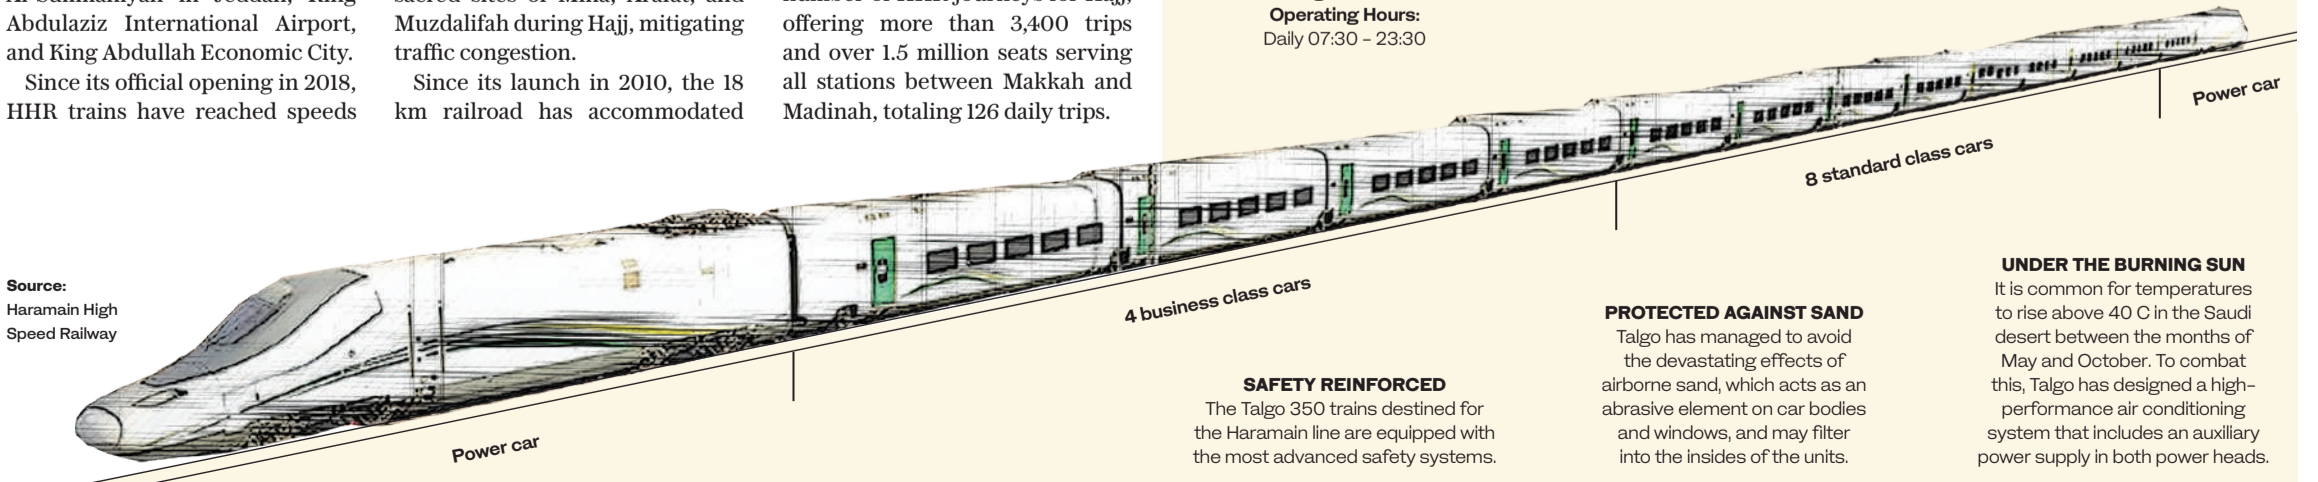 Abdulaziz International Airport,
and King Abdullah Economic City.
Since its official opening in 2018,
HHR trains have reached speeds
Muzdalifah during Hajj, mitigating
traffic congestion.
Since its launch in 2010, the 18
km railroad has accommodated
offering more than 3,400 trips
and over 1.5 million seats serving
all stations between Makkah and
Madinah, totaling 126 daily trips.
Operating Hours:
Daily 07:30 – 23:30
Source:
Haramain High
Speed Railway
Power car
4 business class cars
8 standard class cars
Power car
SAFETY REINFORCED
The Talgo 350 trains destined for
the Haramain line are equipped with
the most advanced safety systems.
PROTECTED AGAINST SAND
Talgo has managed to avoid
the devastating effects of
airborne sand, which acts as an
abrasive element on car bodies
and windows, and may filter
into the insides of the units.
UNDER THE BURNING SUN
It is common for temperatures
to rise above 40 C in the Saudi
desert between the months of
May and October. To combat
this, Talgo has designed a high-
performance air conditioning
system that includes an auxiliary
power supply in both power heads.